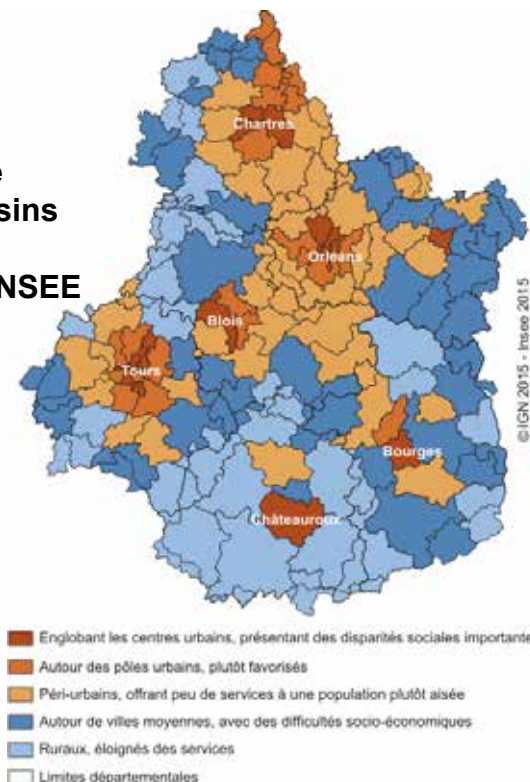 e
sins
NSEE
Chartres
Orléans
Blois
Tours
Bourges
Châteauroux
©IGN 2015 - Insee 2015
Englobant les centres urbains, présentant des disparités sociales importante
Autour des pôles urbains, plutôt favorisés
Péri-urbains, offrant peu de services à une population plutôt aisée
Autour de villes moyennes, avec des difficultés socio-économiques
Ruraux, éloignés des services
Limites départementales